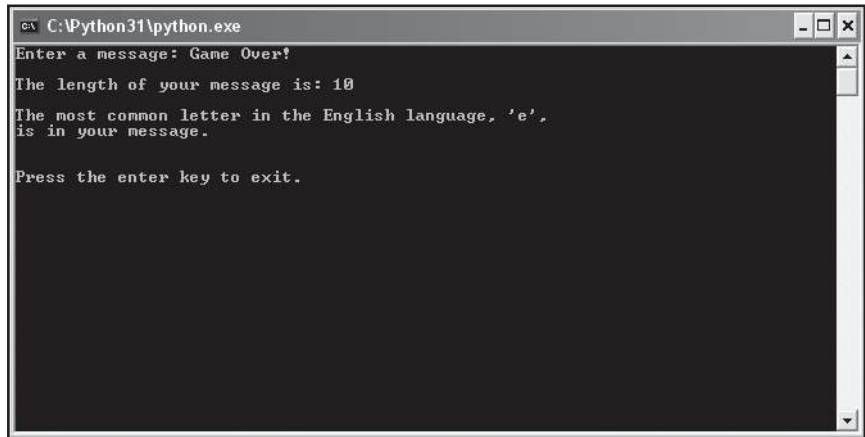 C:\Python31\python.exe
Enter a message: Game Over!
The length of your message is: 10
The most common letter in the English language, 'e',
is in your message.
Press the enter key to exit.